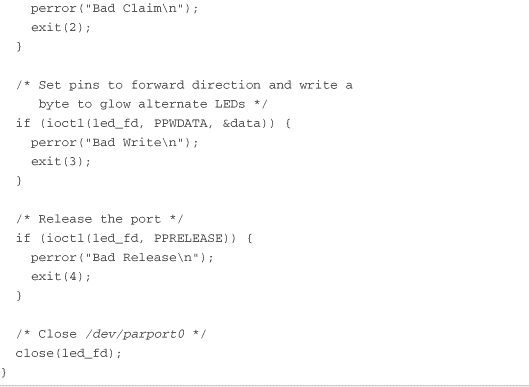 perror("Bad Claim\n");
    exit(2);
  }

  /* Set pins to forward direction and write a
     byte to glow alternate LEDs */
  if (ioctl(led_fd, PPWDATA, &data)) {
    perror("Bad Write\n");
    exit(3);
  }

  /* Release the port */
  if (ioctl(led_fd, PPRELEASE)) {
    perror("Bad Release\n");
    exit(4);
  }

  /* Close /dev/parport0 */
  close(led_fd);
}